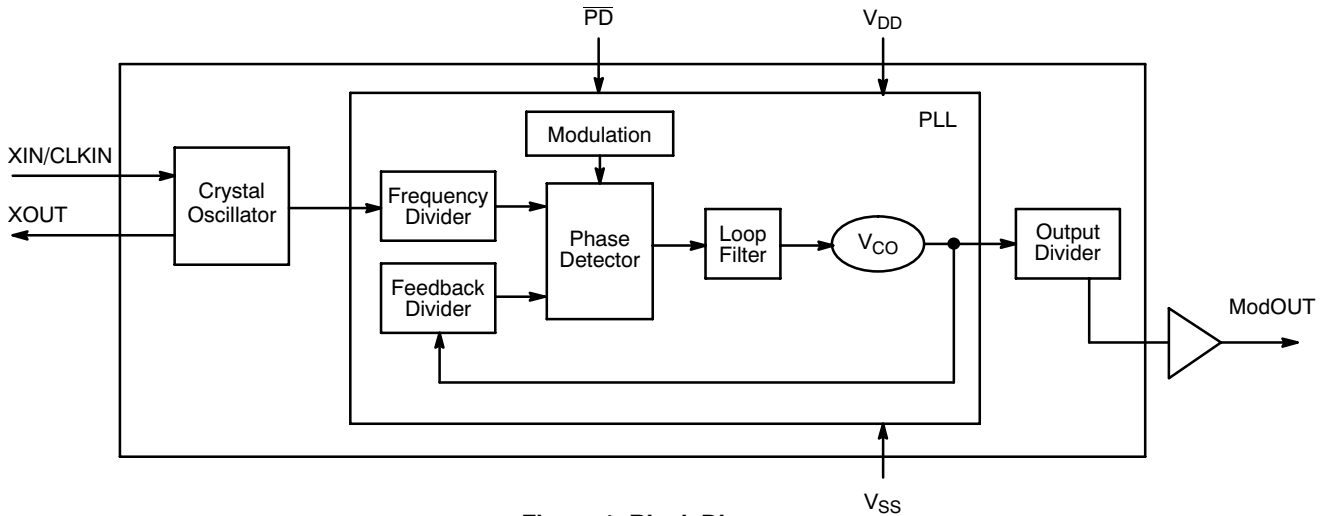 PD
VDD
PLL
Modulation
XIN/CLKIN
Crystal
Oscillator
XOUT
Frequency
Divider
Phase
Detector
Loop
Filter
VCO
Output
Divider
Feedback
Divider
ModOUT
VSS